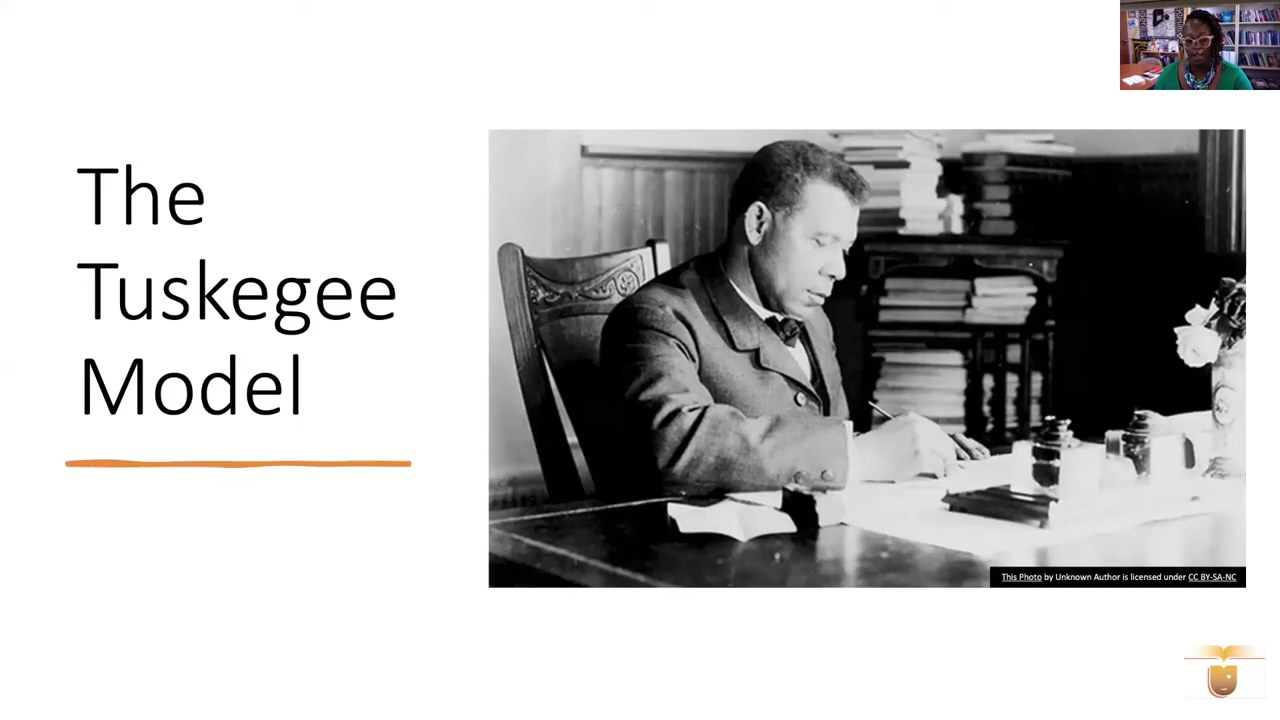 The
Tuskegee
Model
This Photo by Unknown Author is licensed under CC BY-SA-NC